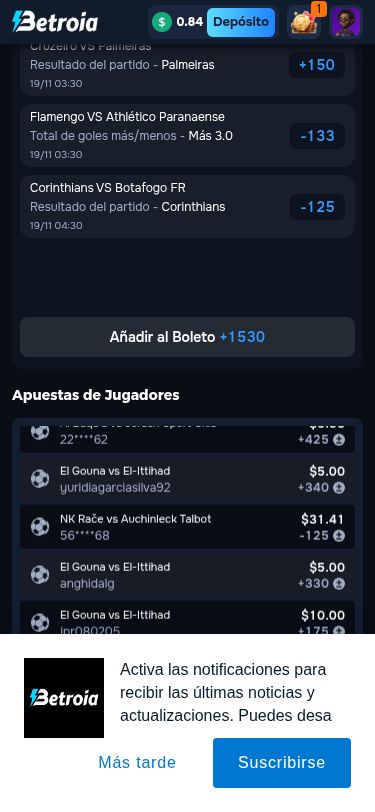 Betroia
$ 0.84 Depósito 1
Cruzeiro VS Palmeiras
Resultado del partido - Palmeiras
+150
19/11 03:30
Flamengo VS Athlético Paranaense
Total de goles más/menos - Más 3.0
-133
19/11 03:30
Corinthians VS Botafogo FR
Resultado del partido - Corinthians
-125
19/11 04:30
Añadir al Boleto +1530
Apuestas de Jugadores
22****62
+425
El Gouna vs El-Ittihad
$5.00
yuridiagarciasilva92
+340
NK Rače vs Auchinleck Talbot
$31.41
56****68
-125
El Gouna vs El-Ittihad
$5.00
anghidalg
+330
El Gouna vs El-Ittihad
$10.00
lpr080205
+175
Betroia
Activa las notificaciones para
recibir las últimas noticias y
actualizaciones. Puedes desa
Más tarde
Suscribirse